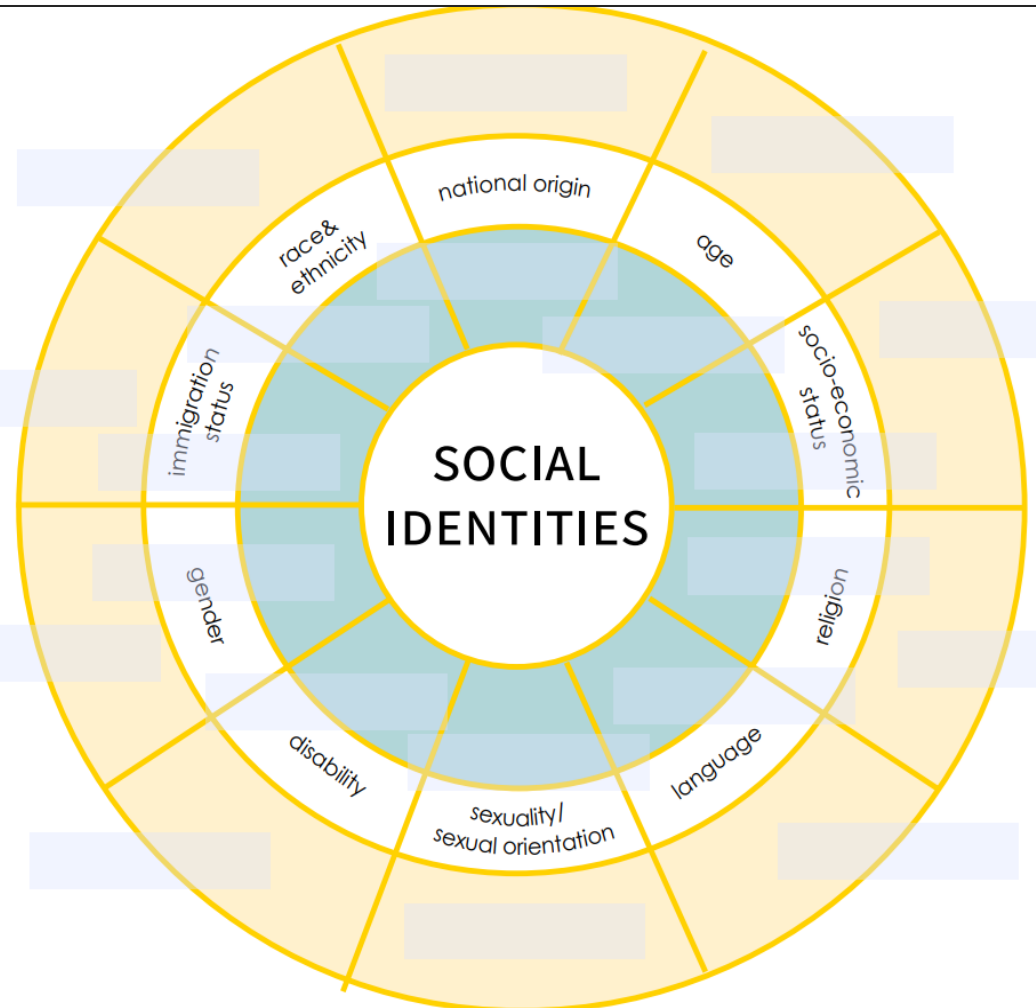 national origin
age
socio-economic
status
religion
language
sexuality/
sexual orientation
disability
gender
immigration
status
race&
ethnicity
SOCIAL
IDENTITIES